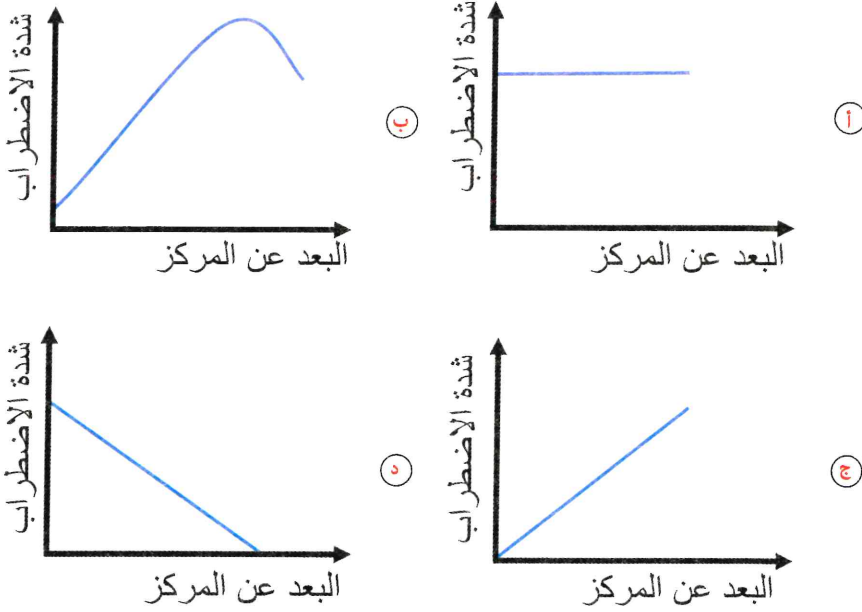 شدة الاضطراب
البعد عن المركز
أ
شدة الاضطراب
البعد عن المركز
ب
شدة الاضطراب
البعد عن المركز
ج
شدة الاضطراب
البعد عن المركز
د